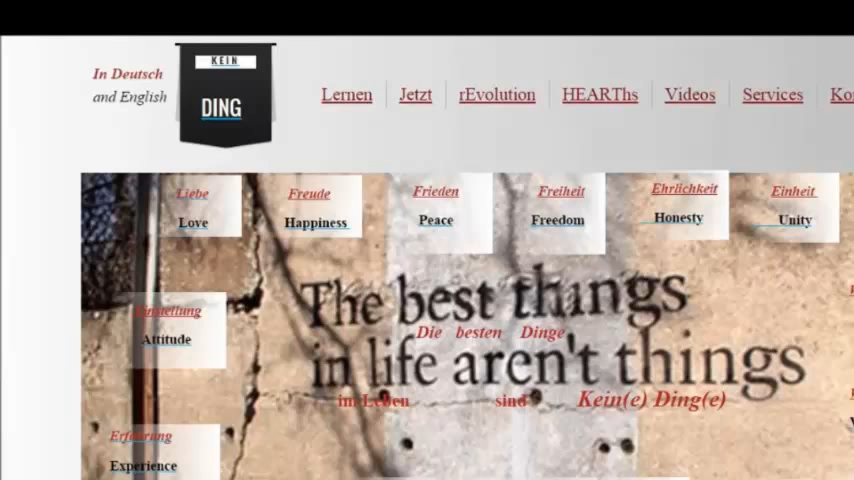 In Deutsch
and English
KEIN
DING
Lernen
Jetzt
rEvolution
HEARThs
Videos
Services
Liebe
Love
Freude
Happiness
Frieden
Peace
Freiheit
Freedom
Ehrlichkeit
Honesty
Einheit
Unity
The best things
Die besten Dinge
in life aren't things
im Leben sind Kein(e) Ding(e)
Einstellung
Attitude
Erfahrung
Experience